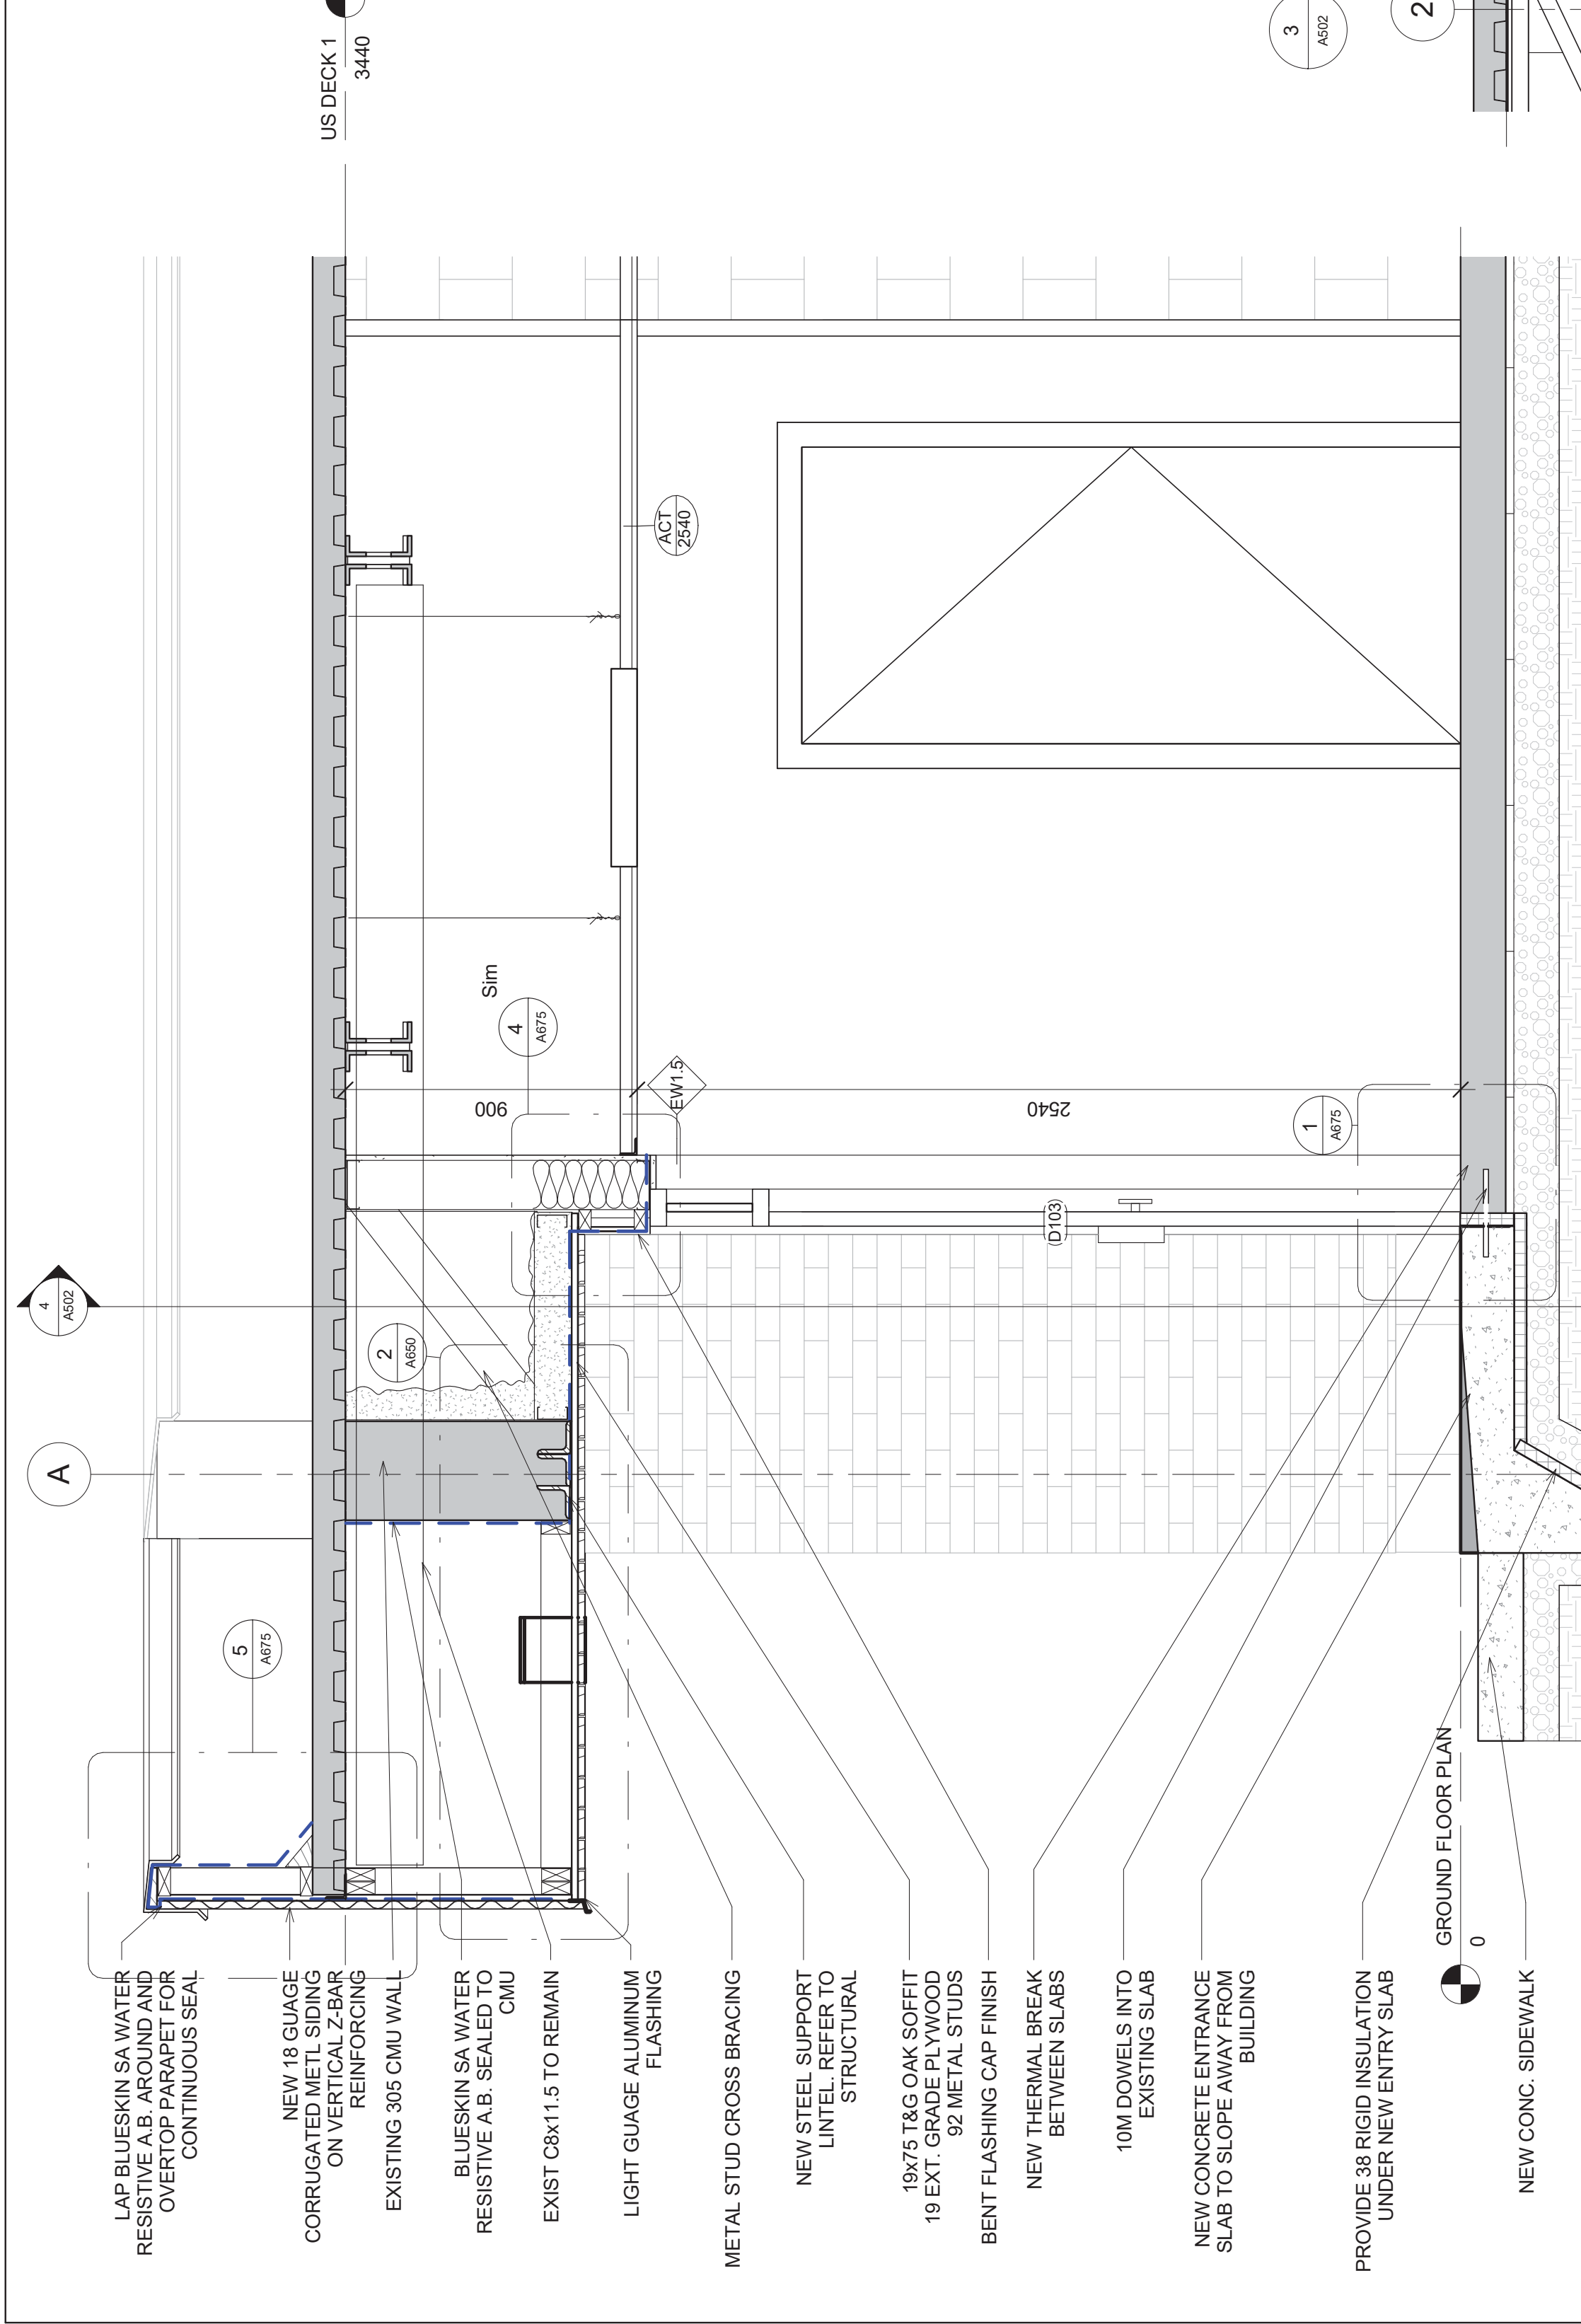 LAP BLUESKIN SA WATER
RESISTIVE A.B. AROUND AND
OVERTOP PARAPET FOR
CONTINUOUS SEAL
NEW 18 GUAGE
CORRUGATED METL SIDING
ON VERTICAL Z-BAR
REINFORCING
EXISTING 305 CMU WALL
BLUESKIN SA WATER
RESISTIVE A.B. SEALED TO
CMU
EXIST C8x11.5 TO REMAIN
LIGHT GUAGE ALUMINUM
FLASHING
METAL STUD CROSS BRACING
NEW STEEL SUPPORT
LINTEL. REFER TO
STRUCTURAL
19x75 T&G OAK SOFFIT
19 EXT. GRADE PLYWOOD
92 METAL STUDS
BENT FLASHING CAP FINISH
NEW THERMAL BREAK
BETWEEN SLABS
10M DOWELS INTO
EXISTING SLAB
NEW CONCRETE ENTRANCE
SLAB TO SLOPE AWAY FROM
BUILDING
PROVIDE 38 RIGID INSULATION
UNDER NEW ENTRY SLAB
GROUND FLOOR PLAN
0
NEW CONC. SIDEWALK
5
A675
A
4
A502
2
A650
4
A675
Sim
900
EW1.5
2540
D103
1
A675
ACT
2540
US DECK 1
3440
3
A502
2